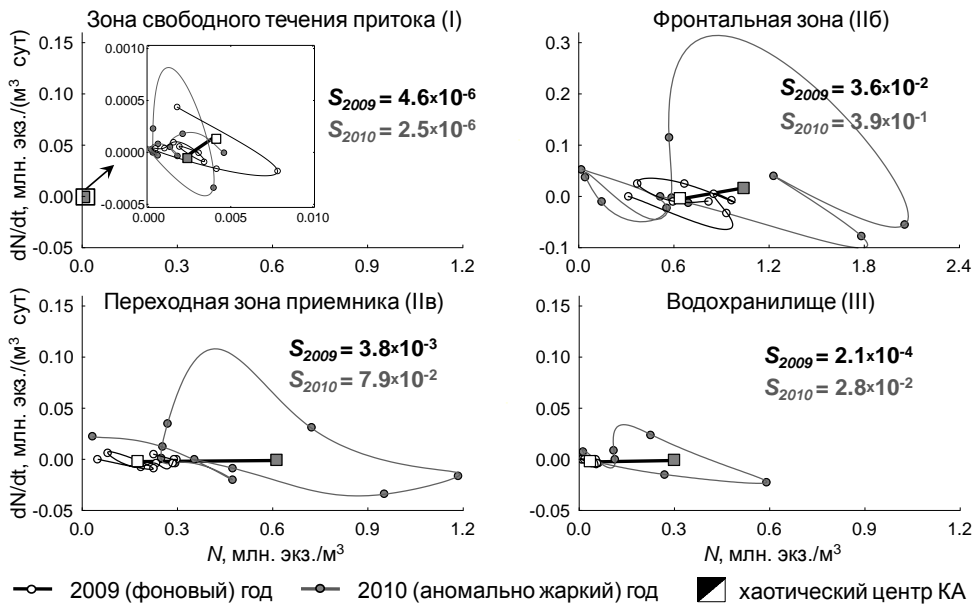 Зона свободного течения притока (I)
dN/dt, млн. экз./(м³ сут)
0.15
0.10
0.05
0.00
-0.05
0.0010
0.0005
0.0000
-0.0005
0.000
0.005
0.010
S2009 = 4.6×10-6
S2010 = 2.5×10-6
0.0 0.3 0.6 0.9 1.2
Фронтальная зона (IIб)
0.3
0.2
0.1
0.0
-0.1
S2009 = 3.6×10-2
S2010 = 3.9×10-1
0.0 0.6 1.2 1.8 2.4
Переходная зона приемника (IIв)
dN/dt, млн. экз./(м³ сут)
0.15
0.10
0.05
0.00
-0.05
S2009 = 3.8×10-3
S2010 = 7.9×10-2
0.0 0.3 0.6 0.9 1.2
N, млн. экз./м³
Водохранилище (III)
0.15
0.10
0.05
0.00
-0.05
S2009 = 2.1×10-4
S2010 = 2.8×10-2
0.0 0.3 0.6 0.9 1.2
N, млн. экз./м³
2009 (фоновый) год 2010 (аномально жаркий) год хаотический центр КА